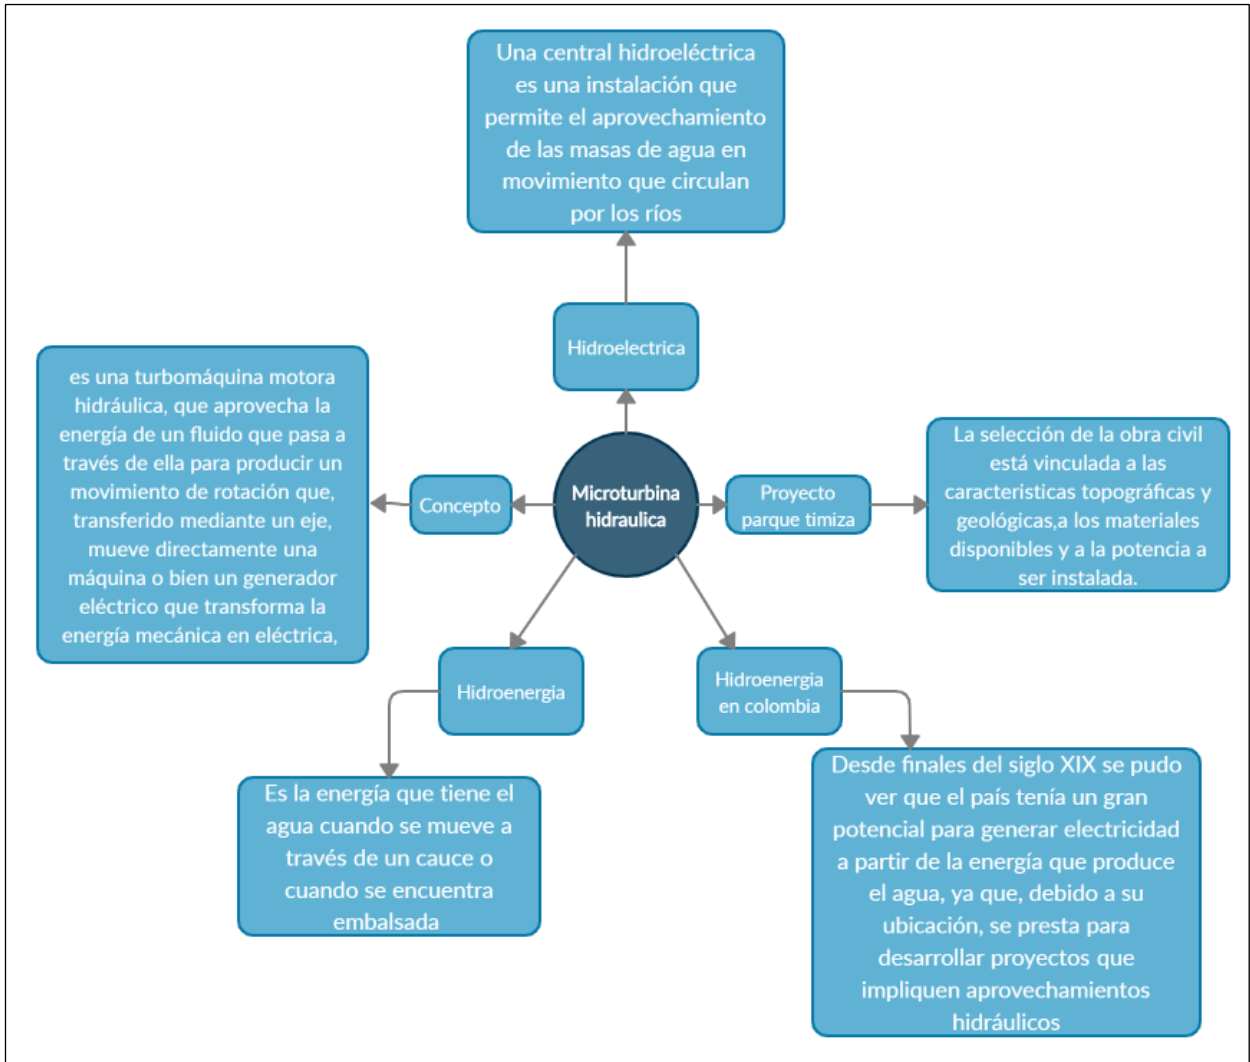 Una central hidroeléctrica
es una instalación que
permite el aprovechamiento
de las masas de agua en
movimiento que circulan
por los ríos
Hidroelectrica
es una turbomáquina motora
hidráulica, que aprovecha la
energía de un fluido que pasa a
través de ella para producir un
movimiento de rotación que,
transferido mediante un eje,
mueve directamente una
máquina o bien un generador
eléctrico que transforma la
energía mecánica en eléctrica,
Concepto
Microturbina
hidraulica
Proyecto
parque timiza
La selección de la obra civil
está vinculada a las
caracteristicas topográficas y
geológicas,a los materiales
disponibles y a la potencia a
ser instalada.
Hidroenergia
Hidroenergia
en colombia
Es la energía que tiene el
agua cuando se mueve a
través de un cauce o
cuando se encuentra
embalsada
Desde finales del siglo XIX se pudo
ver que el país tenía un gran
potencial para generar electricidad
a partir de la energía que produce
el agua, ya que, debido a su
ubicación, se presta para
desarrollar proyectos que
impliquen aprovechamientos
hidráulicos